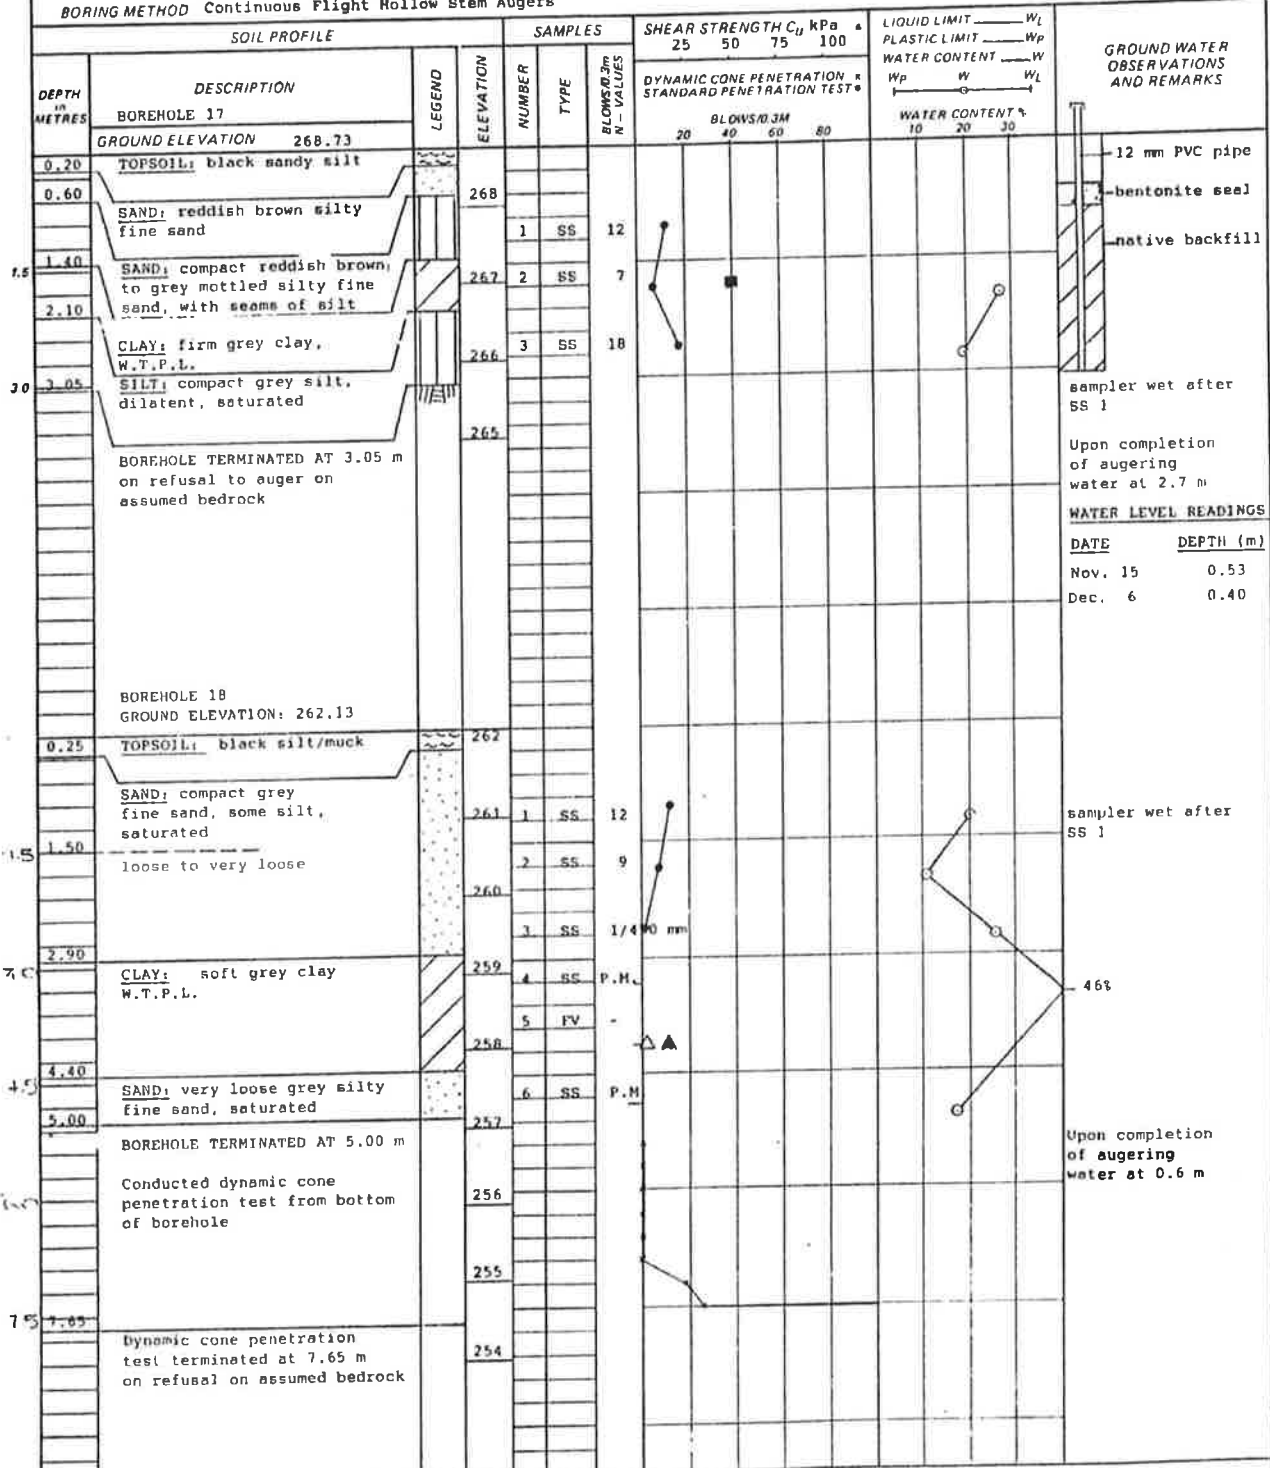 BORING METHOD Continuous Flight Hollow Stem Augers
SOIL PROFILE
SAMPLES
SHEAR STRENGTH Cu kPa ▲
25 50 75 100
DYNAMIC CONE PENETRATION ×
STANDARD PENETRATION TEST •
BLOWS/0.3M
20 40 60 80
LIQUID LIMIT ____ WL
PLASTIC LIMIT ____ WP
WATER CONTENT ____ W
WP W WL
WATER CONTENT %
10 20 30
GROUND WATER
OBSERVATIONS
AND REMARKS
DEPTH
in
METRES
DESCRIPTION
LEGEND
ELEVATION
NUMBER
TYPE
BLOWS/0.3m
N - VALUES
BOREHOLE 17
GROUND ELEVATION 268.73
0.20 TOPSOIL: black sandy silt
12 mm PVC pipe
0.60 268
bentonite seal
SAND: reddish brown silty
fine sand
1 SS 12
native backfill
1.5 1.40
SAND: compact reddish brown,
to grey mottled silty fine
sand, with seams of silt
267 2 SS 7
2.10
CLAY: firm grey clay,
W.T.P.L.
266 3 SS 18
30 3.05
SILT: compact grey silt,
dilatent, saturated
sampler wet after
SS 1
265
BOREHOLE TERMINATED AT 3.05 m
on refusal to auger on
assumed bedrock
Upon completion
of augering
water at 2.7 m
WATER LEVEL READINGS
DATE DEPTH (m)
Nov. 15 0.53
Dec. 6 0.40
BOREHOLE 18
GROUND ELEVATION: 262.13
0.25 TOPSOIL: black silt/muck 262
SAND: compact grey
fine sand, some silt,
saturated
261 1 SS 12
sampler wet after
SS 1
1.5 1.50
loose to very loose
2 SS 9
260
3 SS 1/400 mm
2.90
CLAY: soft grey clay
W.T.P.L.
259 4 SS P.M.
46%
5 FV -
258
4.5 4.40
SAND: very loose grey silty
fine sand, saturated
6 SS P.M
5.00 257
BOREHOLE TERMINATED AT 5.00 m
Upon completion
of augering
water at 0.6 m
Conducted dynamic cone
penetration test from bottom
of borehole
256
255
75 7.65
Dynamic cone penetration
test terminated at 7.65 m
on refusal on assumed bedrock
254